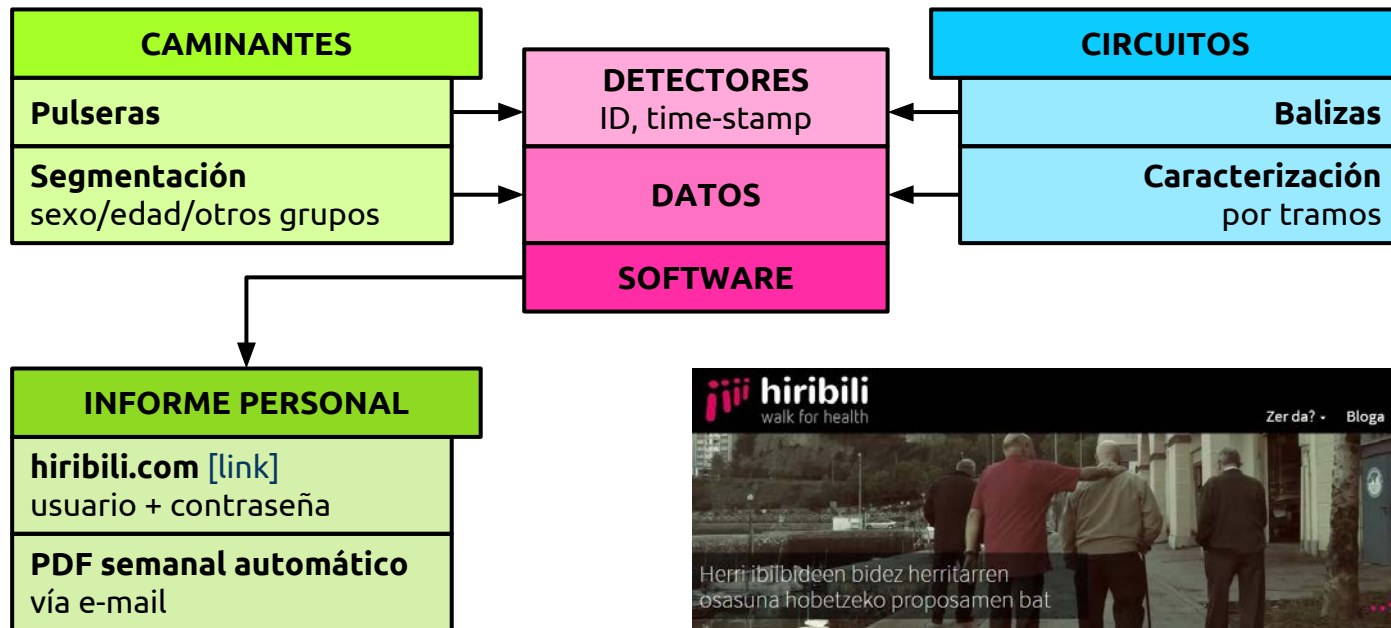 CAMINANTES
Pulseras
Segmentación
sexo/edad/otros grupos
DETECTORES
ID, time-stamp
DATOS
SOFTWARE
CIRCUITOS
Balizas
Caracterización
por tramos
INFORME PERSONAL
hiribili.com [link]
usuario + contraseña
PDF semanal automático
vía e-mail
hiribili
walk for health
Zer da? Bloga
Herri ibilbideen bidez herritarren
osasuna hobetzeko proposamen bat